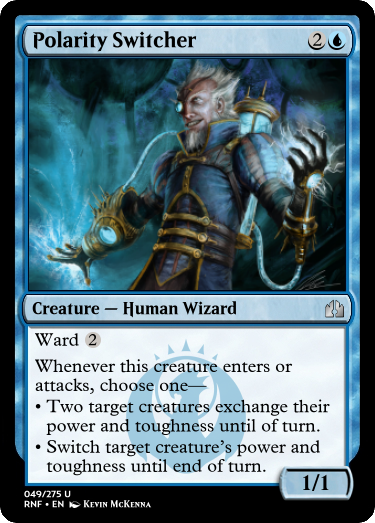 Polarity Switcher 2
Creature — Human Wizard
Ward 2
Whenever this creature enters or
attacks, choose one—
• Two target creatures exchange their
power and toughness until of turn.
• Switch target creature's power and
toughness until end of turn.
1/1
049/275 U
RNF • EN Kevin McKenna